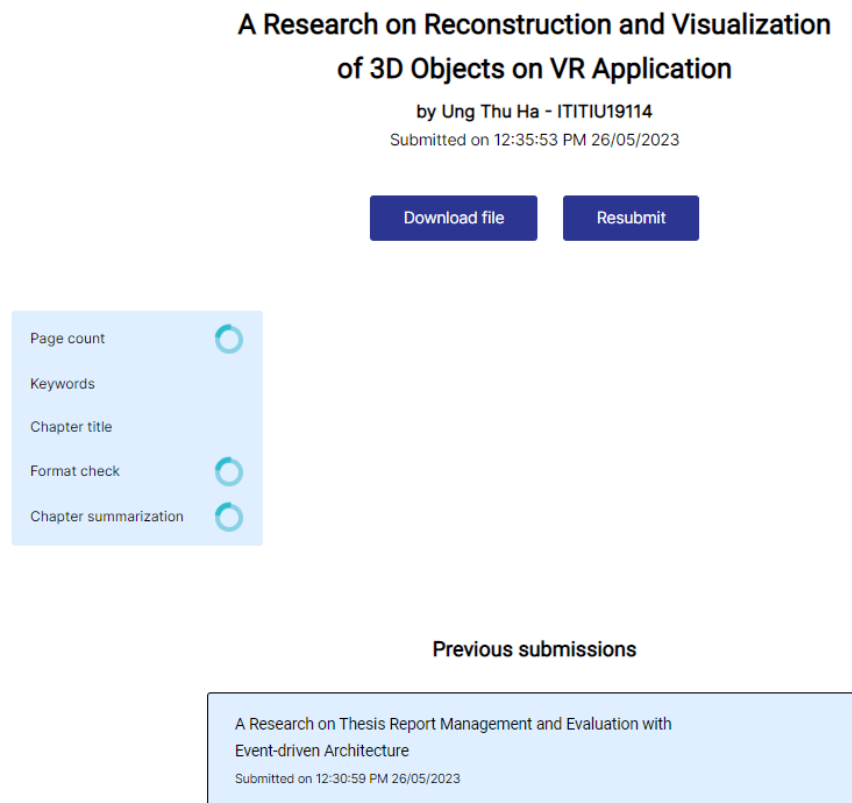 A Research on Reconstruction and Visualization
of 3D Objects on VR Application
by Ung Thu Ha - ITITIU19114
Submitted on 12:35:53 PM 26/05/2023
Download file
Resubmit
Page count
Keywords
Chapter title
Format check
Chapter summarization
Previous submissions
A Research on Thesis Report Management and Evaluation with
Event-driven Architecture
Submitted on 12:30:59 PM 26/05/2023